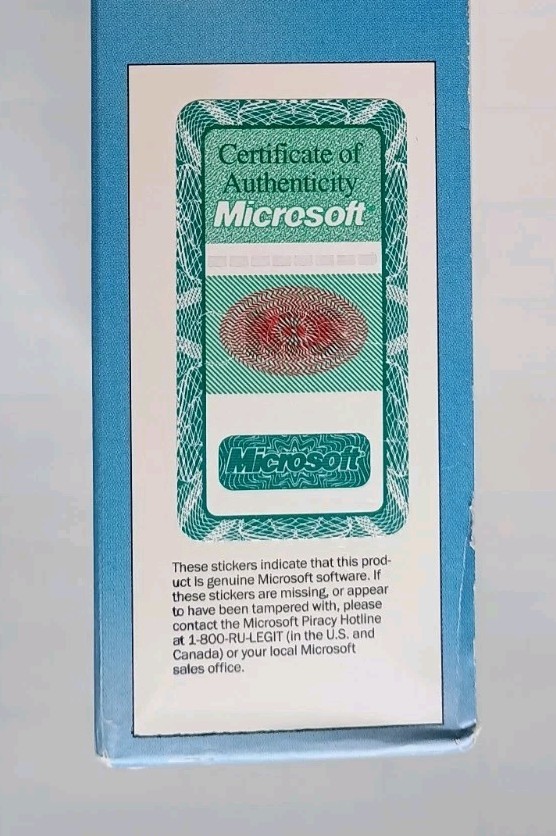 Certificate of
Authenticity
Microsoft
Microsoft
These stickers indicate that this prod-
uct is genuine Microsoft software. If
these stickers are missing, or appear
to have been tampered with, please
contact the Microsoft Piracy Hotline
at 1-800-RU-LEGIT (in the U.S. and
Canada) or your local Microsoft
sales office.